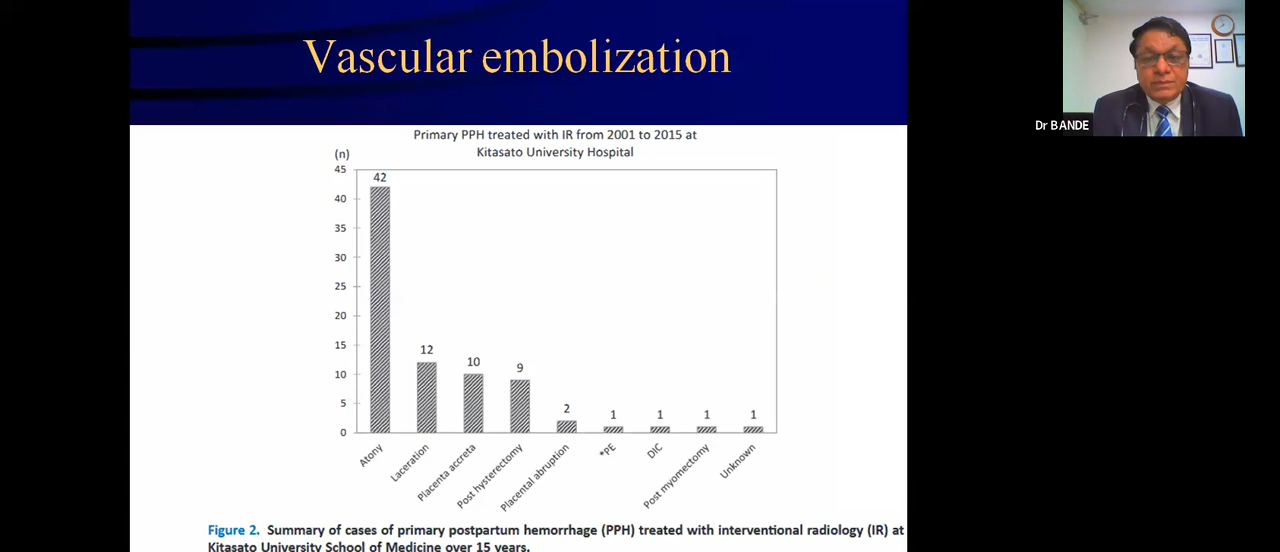 Vascular embolization
Dr BANDE
Primary PPH treated with IR from 2001 to 2015 at
Kitasato University Hospital
(n)
45
40
35
30
25
20
15
10
5
0
42
12
10
9
2
1
1
1
1
Atony
Laceration
Placenta accreta
Post hysterectomy
Placental abruption
*PE
DIC
Post myomectomy
Unknown
Figure 2. Summary of cases of primary postpartum hemorrhage (PPH) treated with interventional radiology (IR) at
Kitasato University School of Medicine over 15 years.